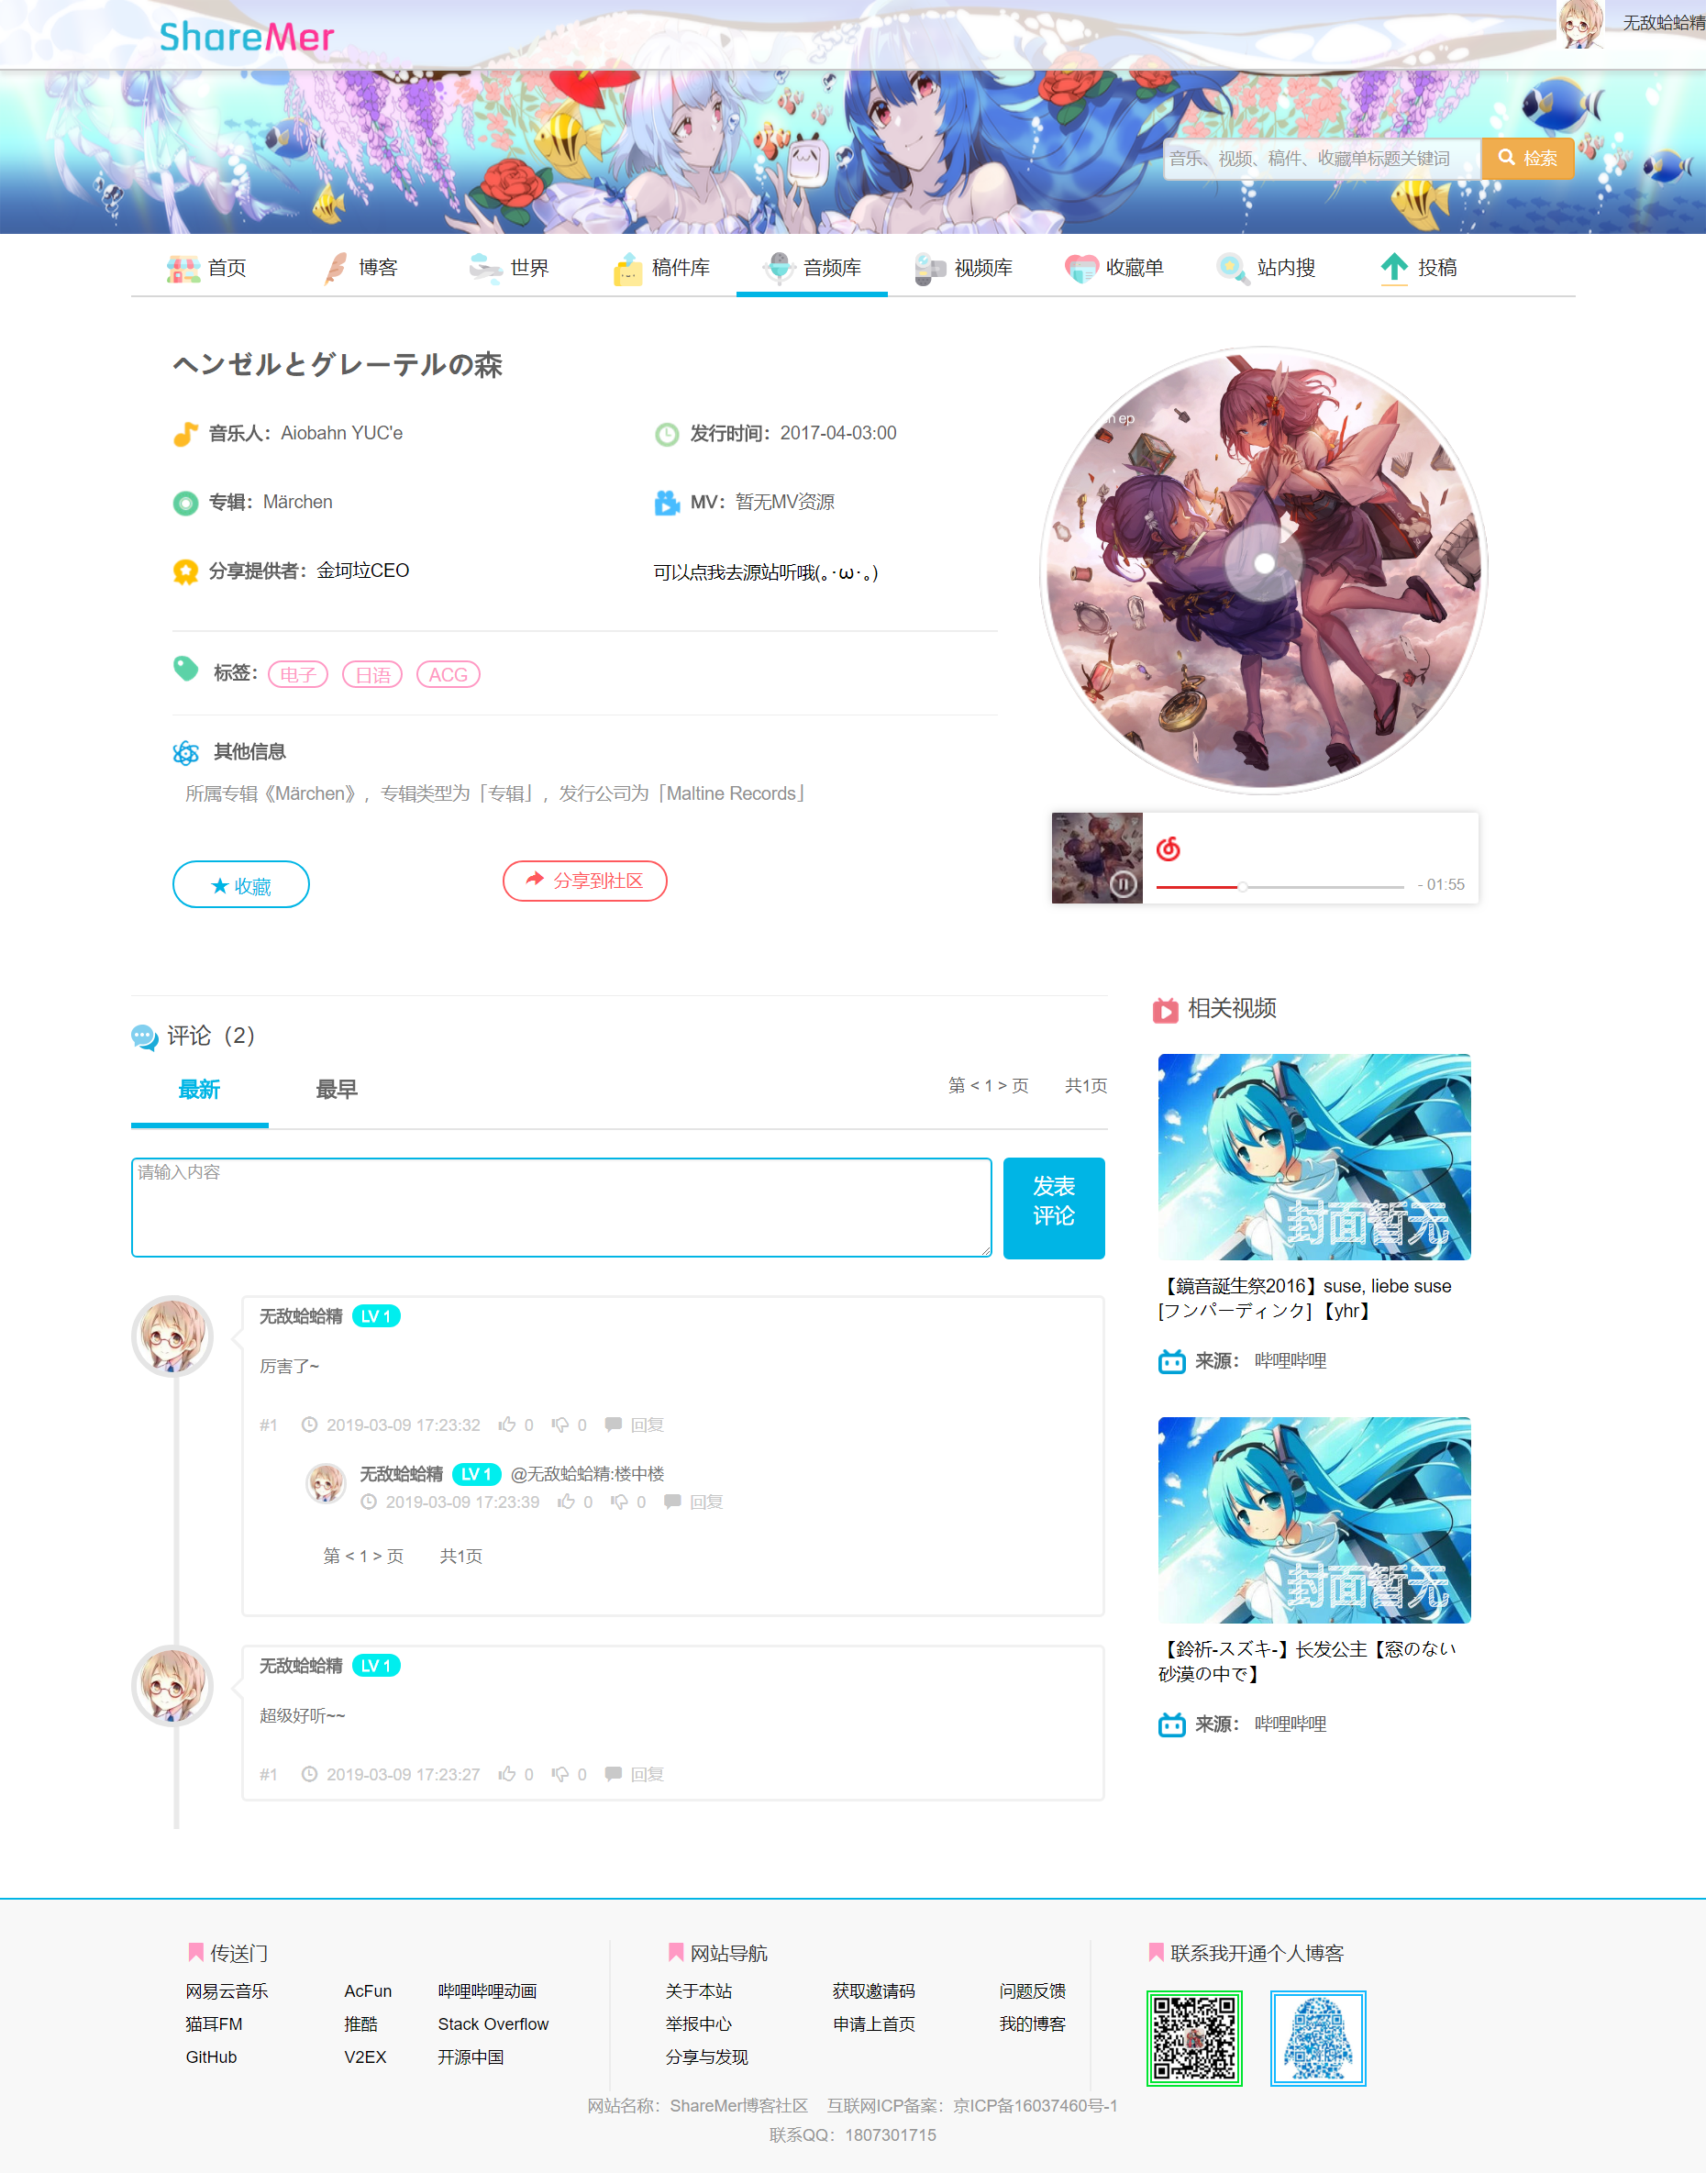 ShareMer
无敌蛤蛤精
音乐、视频、稿件、收藏单标题关键词
检索
首页
博客
世界
稿件库
音频库
视频库
收藏单
站内搜
投稿
ヘンゼルとグレーテルの森
音乐人：Aiobahn YUC'e
发行时间：2017-04-03:00
专辑：Märchen
MV：暂无MV资源
分享提供者：金坷垃CEO
可以点我去源站听哦(｡･ω･｡)
标签：电子 日语 ACG
其他信息
所属专辑《Märchen》，专辑类型为「专辑」，发行公司为「Maltine Records」
★ 收藏
分享到社区
- 01:55
评论（2）
最新
最早
第 < 1 > 页 共1页
请输入内容
发表
评论
无敌蛤蛤精 LV 1
厉害了~
#1 2019-03-09 17:23:32 0 0 回复
无敌蛤蛤精 LV 1 @无敌蛤蛤精:楼中楼
2019-03-09 17:23:39 0 0 回复
第 < 1 > 页 共1页
无敌蛤蛤精 LV 1
超级好听~~
#1 2019-03-09 17:23:27 0 0 回复
相关视频
封面暂无
【鏡音誕生祭2016】suse, liebe suse
[フンパーディンク] 【yhr】
来源： 哔哩哔哩
封面暂无
【鈴祈-スズキ-】长发公主【窓のない
砂漠の中で】
来源： 哔哩哔哩
传送门
网易云音乐 AcFun 哔哩哔哩动画
猫耳FM 推酷 Stack Overflow
GitHub V2EX 开源中国
网站导航
关于本站 获取邀请码 问题反馈
举报中心 申请上首页 我的博客
分享与发现
联系我开通个人博客
网站名称：ShareMer博客社区 互联网ICP备案：京ICP备16037460号-1
联系QQ：1807301715